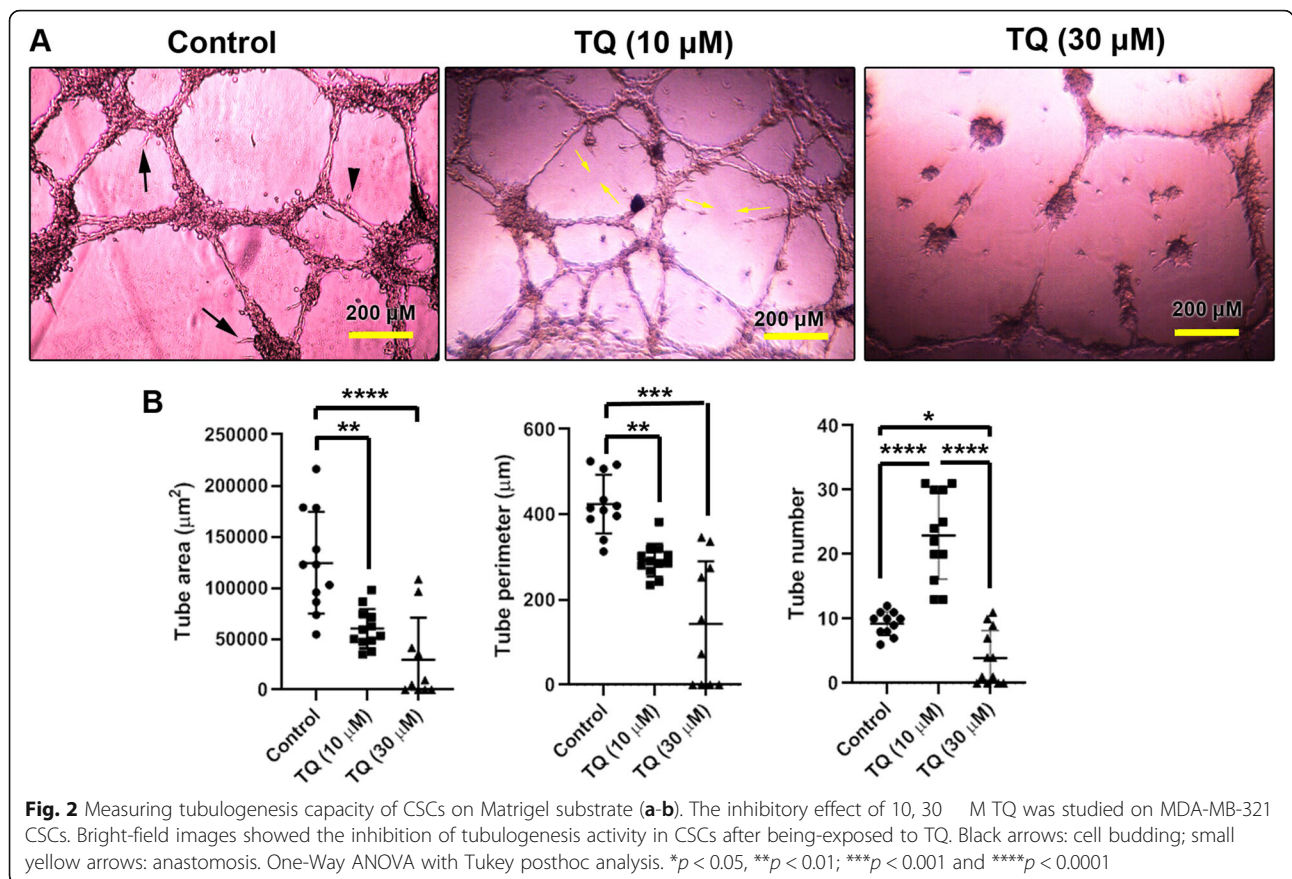 A
Control
TQ (10 µM)
TQ (30 µM)
200 µM
200 µM
200 µM
B
****
**
Tube area (µm²)
250000
200000
150000
100000
50000
0
Control
TQ (10 µM)
TQ (30 µM)
***
**
Tube perimeter (µm)
600
400
200
0
Control
TQ (10 µM)
TQ (30 µM)
*
****
****
Tube number
40
30
20
10
0
Control
TQ (10 µM)
TQ (30 µM)
Fig. 2 Measuring tubulogenesis capacity of CSCs on Matrigel substrate (a-b). The inhibitory effect of 10, 30 M TQ was studied on MDA-MB-321
CSCs. Bright-field images showed the inhibition of tubulogenesis activity in CSCs after being-exposed to TQ. Black arrows: cell budding; small
yellow arrows: anastomosis. One-Way ANOVA with Tukey posthoc analysis. *p < 0.05, **p < 0.01; ***p < 0.001 and ****p < 0.0001